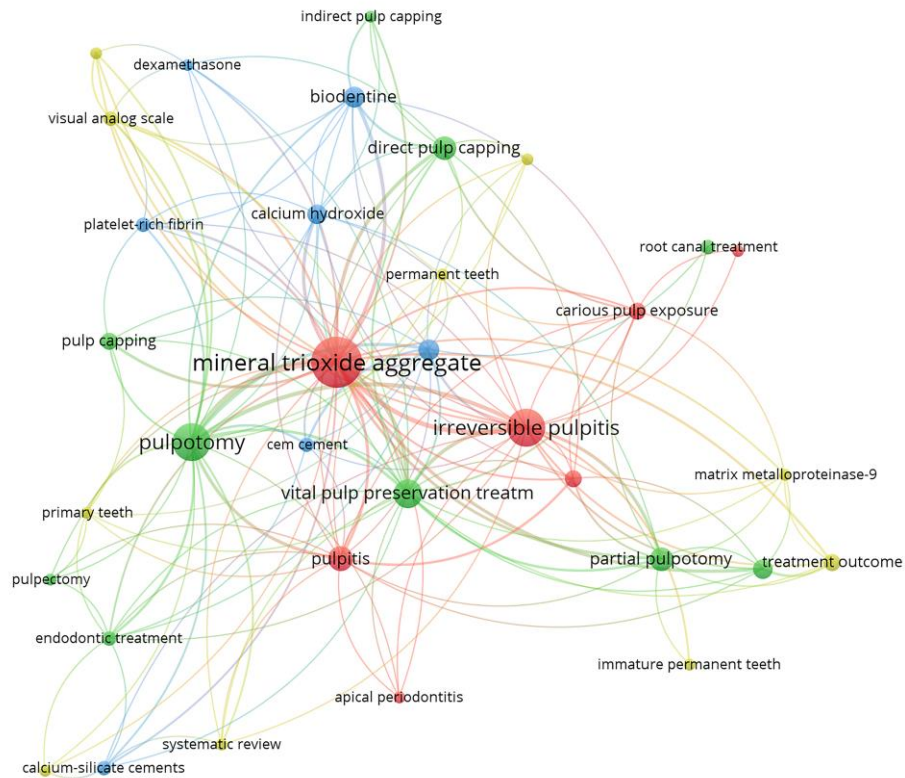 indirect pulp capping
dexamethasone
biodentine
visual analog scale
direct pulp capping
calcium hydroxide
platelet-rich fibrin
root canal treatment
permanent teeth
carious pulp exposure
pulp capping
mineral trioxide aggregate
irreversible pulpitis
pulpotomy
cem cement
matrix metalloproteinase-9
vital pulp preservation treatm
primary teeth
pulpitis
partial pulpotomy
treatment outcome
pulpectomy
endodontic treatment
immature permanent teeth
apical periodontitis
systematic review
calcium-silicate cements